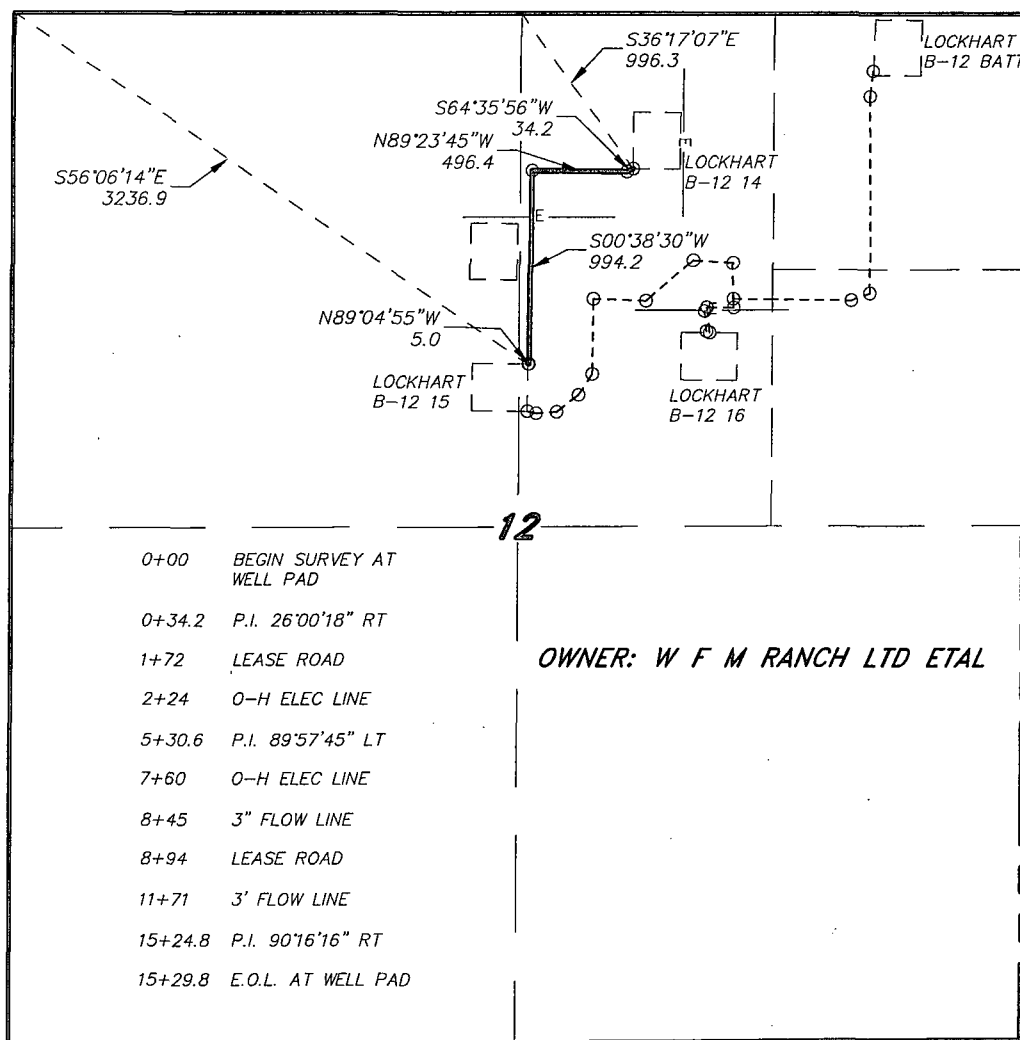 S36°17'07"E
996.3
LOCKHART
B-12 BATT
S64°35'56"W
34.2
N89°23'45"W
496.4
E
LOCKHART
B-12 14
S56°06'14"E
3236.9
E
S00°38'30"W
994.2
N89°04'55"W
5.0
E
LOCKHART
B-12 15
LOCKHART
B-12 16
12
0+00 BEGIN SURVEY AT
WELL PAD
0+34.2 P.I. 26°00'18" RT
1+72 LEASE ROAD
2+24 O-H ELEC LINE
5+30.6 P.I. 89°57'45" LT
7+60 O-H ELEC LINE
8+45 3" FLOW LINE
8+94 LEASE ROAD
11+71 3' FLOW LINE
15+24.8 P.I. 90°16'16" RT
15+29.8 E.O.L. AT WELL PAD
OWNER: W F M RANCH LTD ETAL